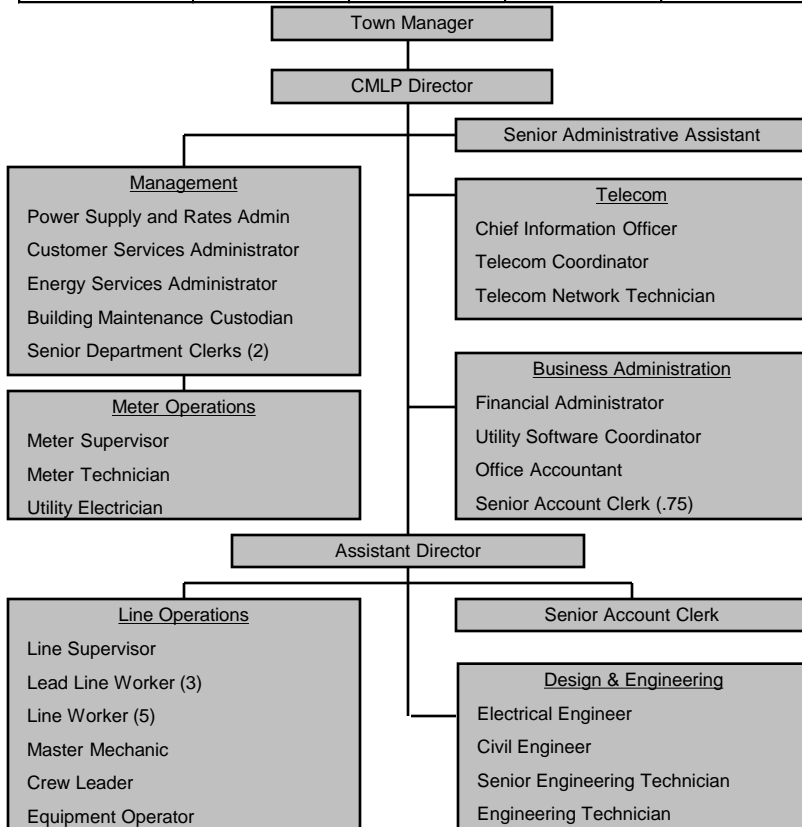 Town Manager
CMLP Director
Senior Administrative Assistant
Management
Power Supply and Rates Admin
Customer Services Administrator
Energy Services Administrator
Building Maintenance Custodian
Senior Department Clerks (2)
Telecom
Chief Information Officer
Telecom Coordinator
Telecom Network Technician
Meter Operations
Meter Supervisor
Meter Technician
Utility Electrician
Business Administration
Financial Administrator
Utility Software Coordinator
Office Accountant
Senior Account Clerk (.75)
Assistant Director
Line Operations
Line Supervisor
Lead Line Worker (3)
Line Worker (5)
Master Mechanic
Crew Leader
Equipment Operator
Senior Account Clerk
Design & Engineering
Electrical Engineer
Civil Engineer
Senior Engineering Technician
Engineering Technician